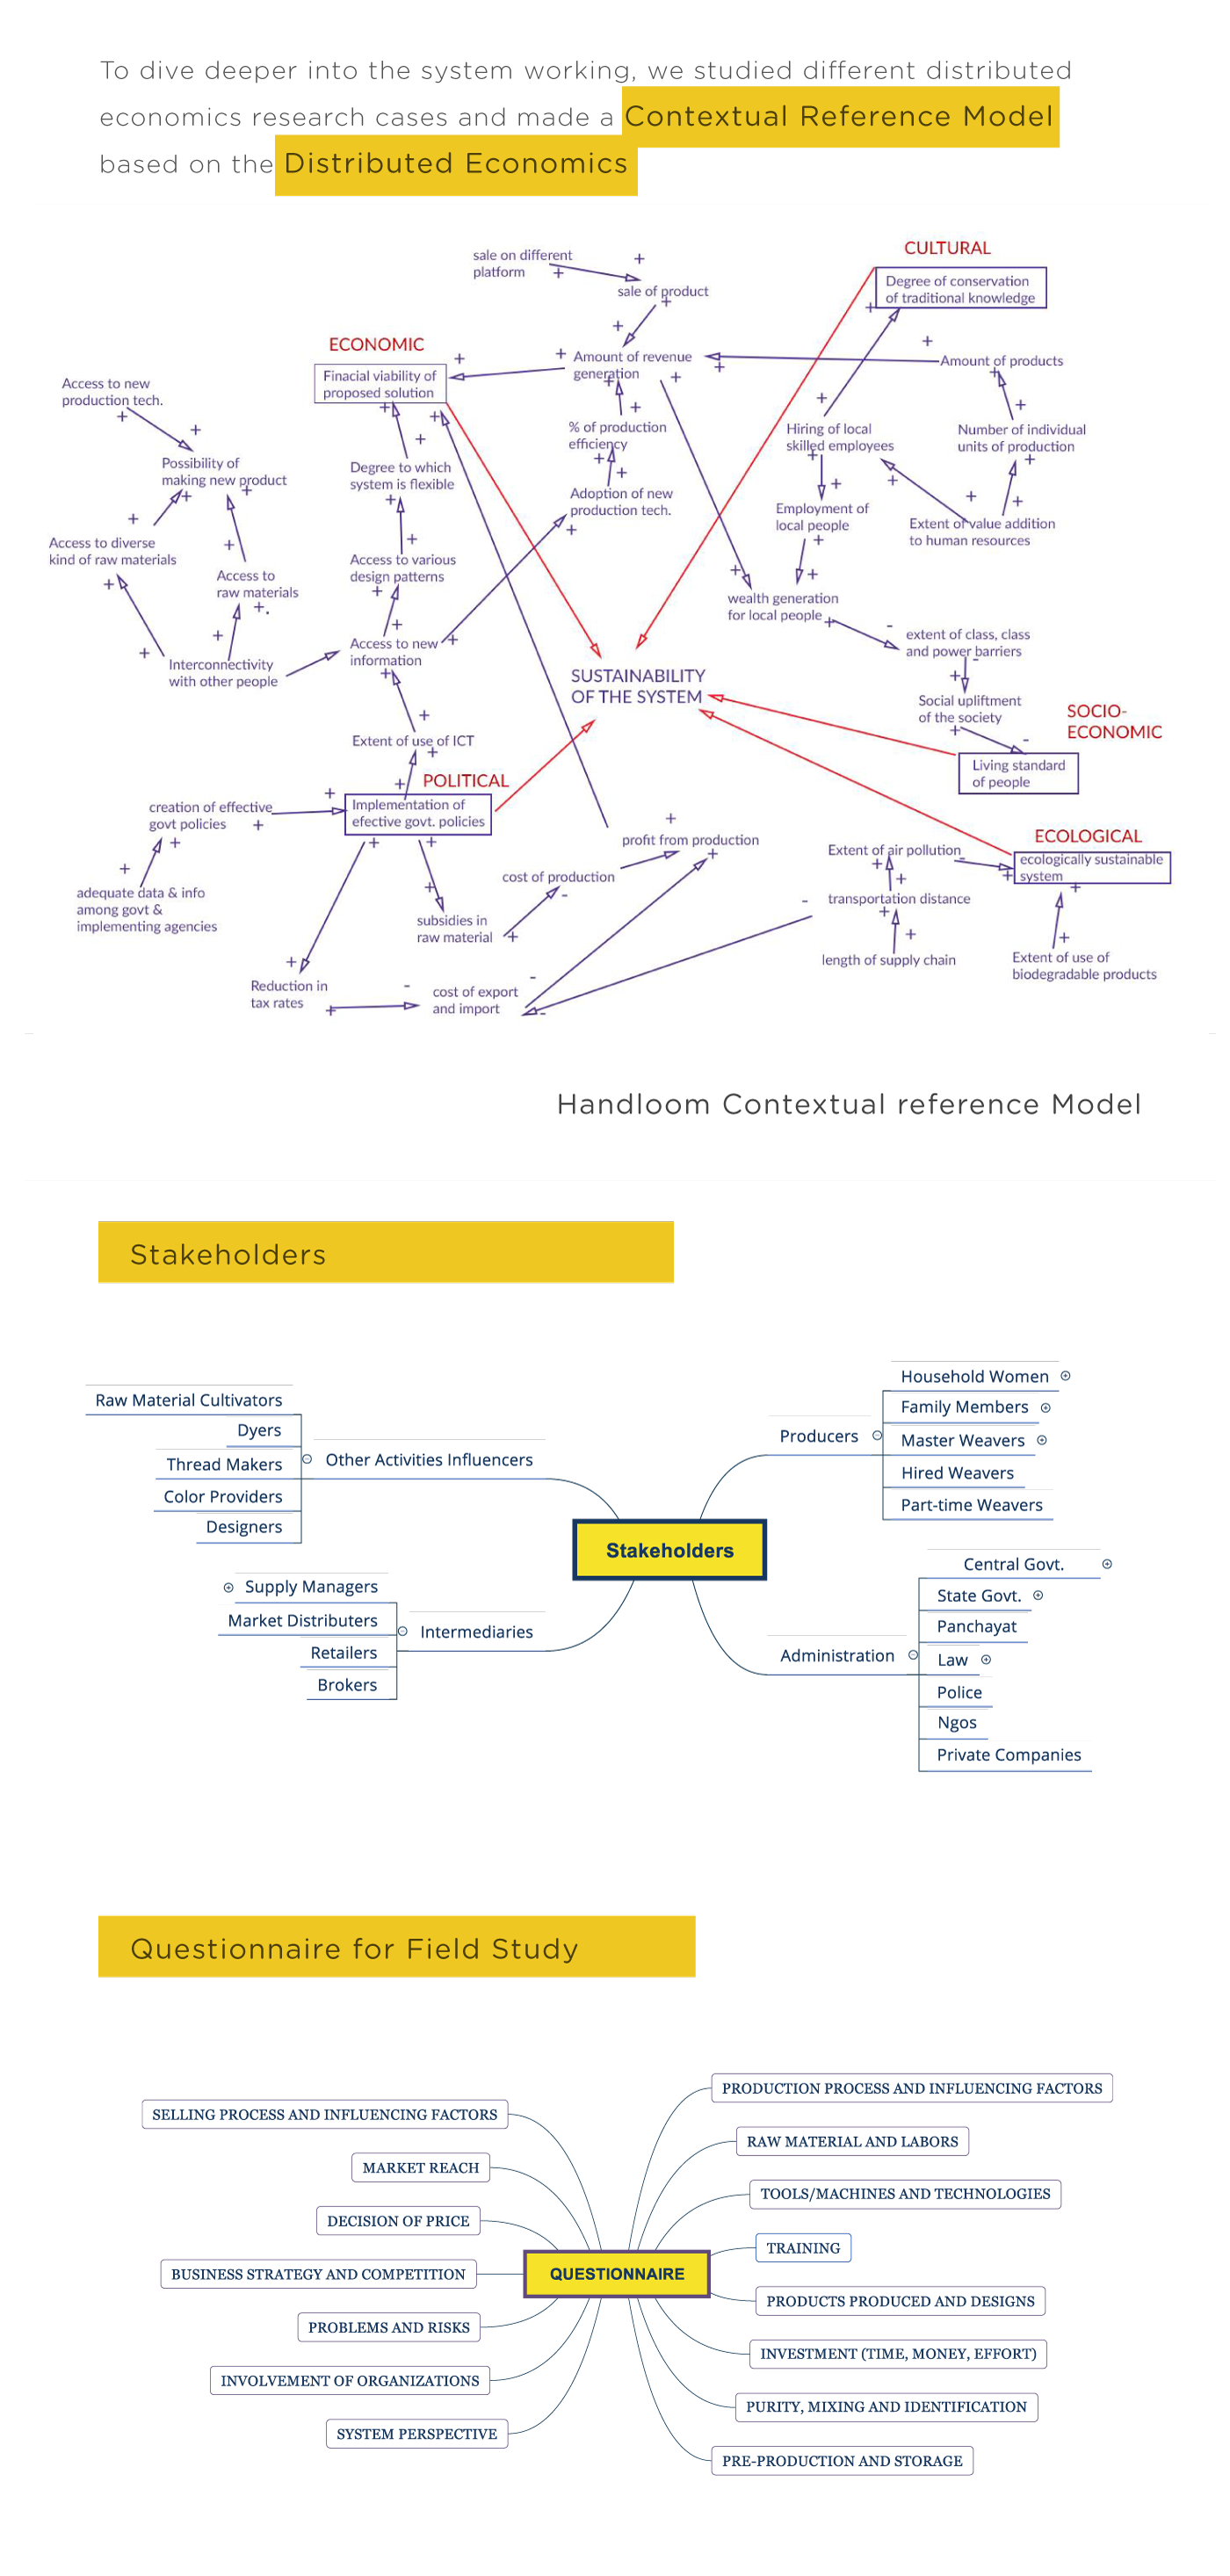 To dive deeper into the system working, we studied different distributed
economics research cases and made a Contextual Reference Model
based on the Distributed Economics
CULTURAL
sale on different
platform
sale of product
Degree of conservation
of traditional knowledge
ECONOMIC
Finacial viability of
proposed solution
Amount of revenue
generation
Amount of products
Access to new
production tech.
% of production
efficiency
Hiring of local
skilled employees
Number of individual
units of production
Possibility of
making new product
Degree to which
system is flexible
Adoption of new
production tech.
Employment of
local people
Extent of value addition
to human resources
Access to diverse
kind of raw materials
Access to
raw materials
Access to various
design patterns
wealth generation
for local people
extent of class, class
and power barriers
Interconnectivity
with other people
Access to new
information
SUSTAINABILITY
OF THE SYSTEM
Social upliftment
of the society
SOCIO-
ECONOMIC
Extent of use of ICT
Living standard
of people
POLITICAL
creation of effective
govt policies
Implementation of
efective govt. policies
profit from production
ECOLOGICAL
Extent of air pollution
ecologically sustainable
system
adequate data & info
among govt &
implementing agencies
cost of production
transportation distance
subsidies in
raw material
length of supply chain
Extent of use of
biodegradable products
Reduction in
tax rates
cost of export
and import
Handloom Contextual reference Model
Stakeholders
Raw Material Cultivators
Dyers
Thread Makers
Color Providers
Designers
Other Activities Influencers
Supply Managers
Market Distributers
Retailers
Brokers
Intermediaries
Stakeholders
Producers
Household Women
Family Members
Master Weavers
Hired Weavers
Part-time Weavers
Administration
Central Govt.
State Govt.
Panchayat
Law
Police
Ngos
Private Companies
Questionnaire for Field Study
SELLING PROCESS AND INFLUENCING FACTORS
MARKET REACH
DECISION OF PRICE
BUSINESS STRATEGY AND COMPETITION
PROBLEMS AND RISKS
INVOLVEMENT OF ORGANIZATIONS
SYSTEM PERSPECTIVE
QUESTIONNAIRE
PRODUCTION PROCESS AND INFLUENCING FACTORS
RAW MATERIAL AND LABORS
TOOLS/MACHINES AND TECHNOLOGIES
TRAINING
PRODUCTS PRODUCED AND DESIGNS
INVESTMENT (TIME, MONEY, EFFORT)
PURITY, MIXING AND IDENTIFICATION
PRE-PRODUCTION AND STORAGE